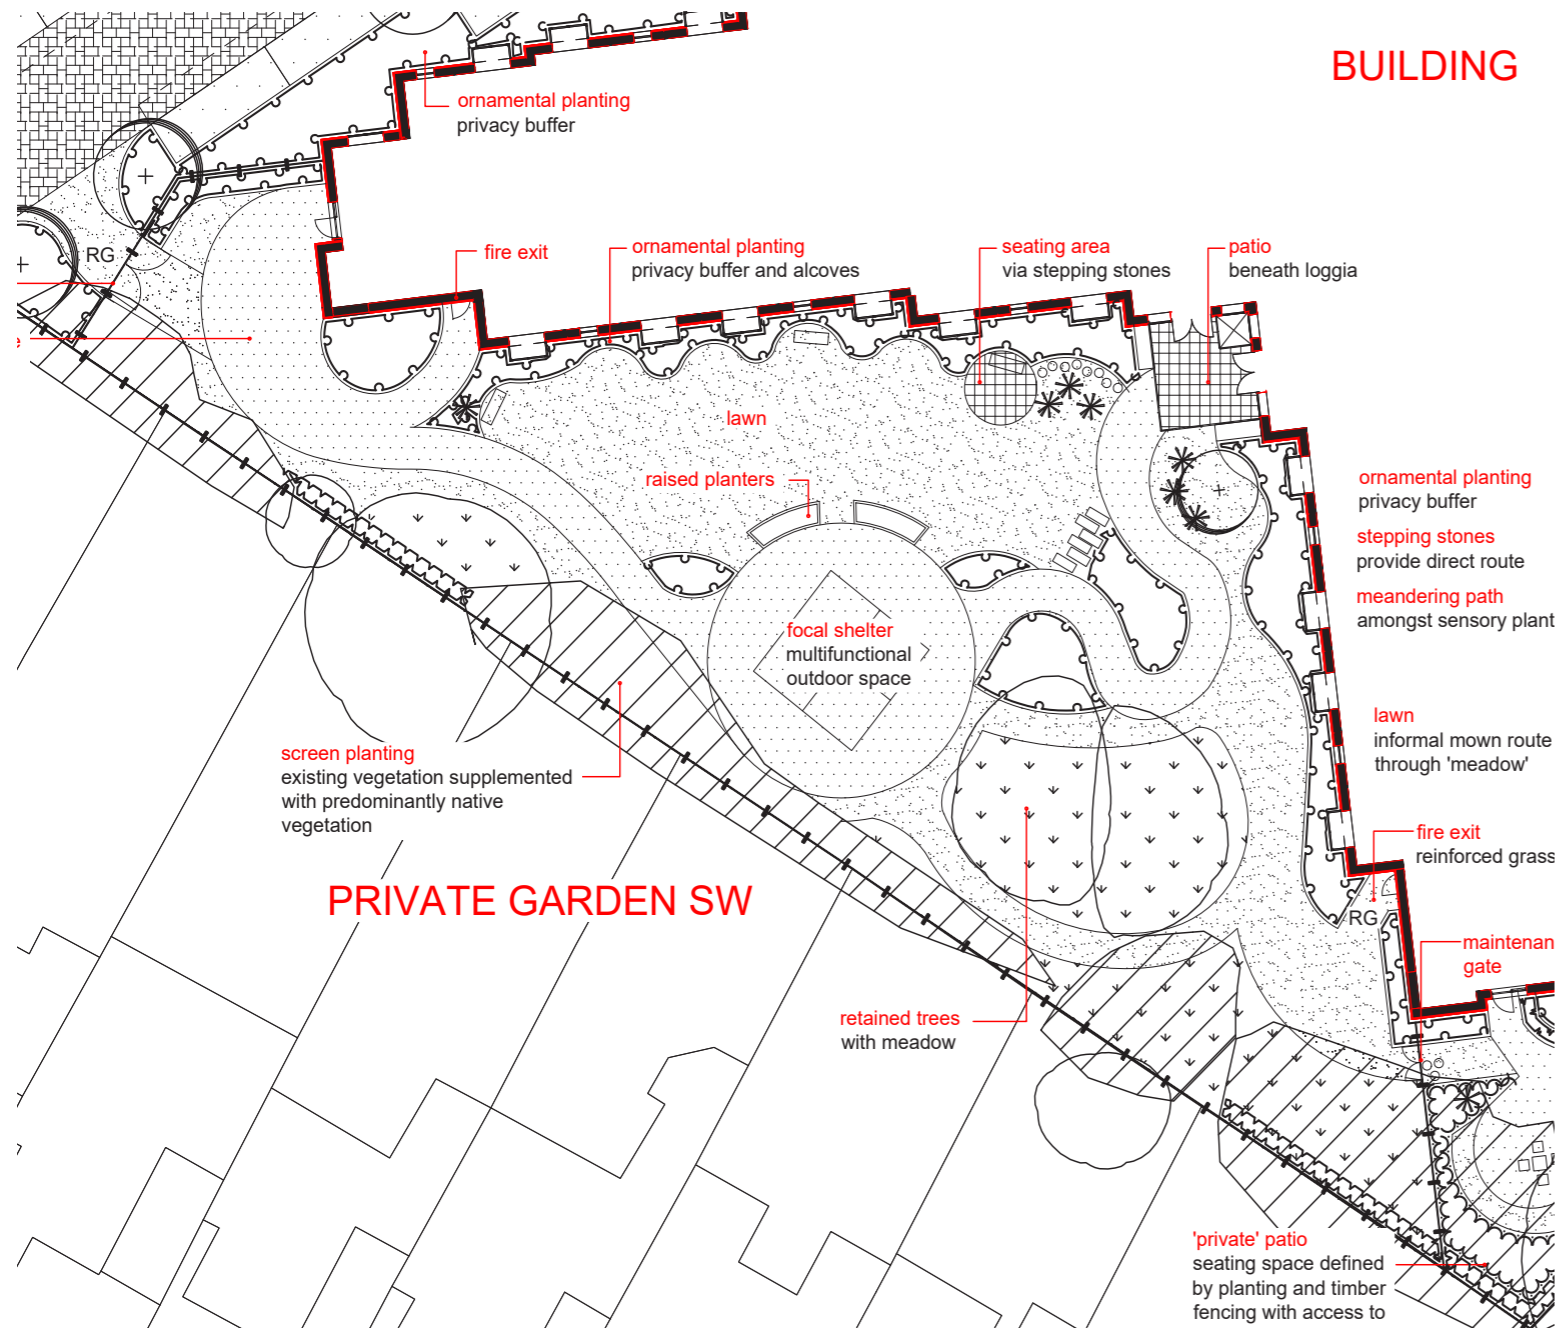 BUILDING
ornamental planting
privacy buffer
fire exit
ornamental planting
privacy buffer and alcoves
seating area
via stepping stones
patio
beneath loggia
RG
e
lawn
raised planters
ornamental planting
privacy buffer
stepping stones
provide direct route
meandering path
amongst sensory plant
focal shelter
multifunctional
outdoor space
lawn
informal mown route
through 'meadow'
screen planting
existing vegetation supplemented
with predominantly native
vegetation
fire exit
reinforced grass
PRIVATE GARDEN SW
RG
maintenan
gate
retained trees
with meadow
'private' patio
seating space defined
by planting and timber
fencing with access to